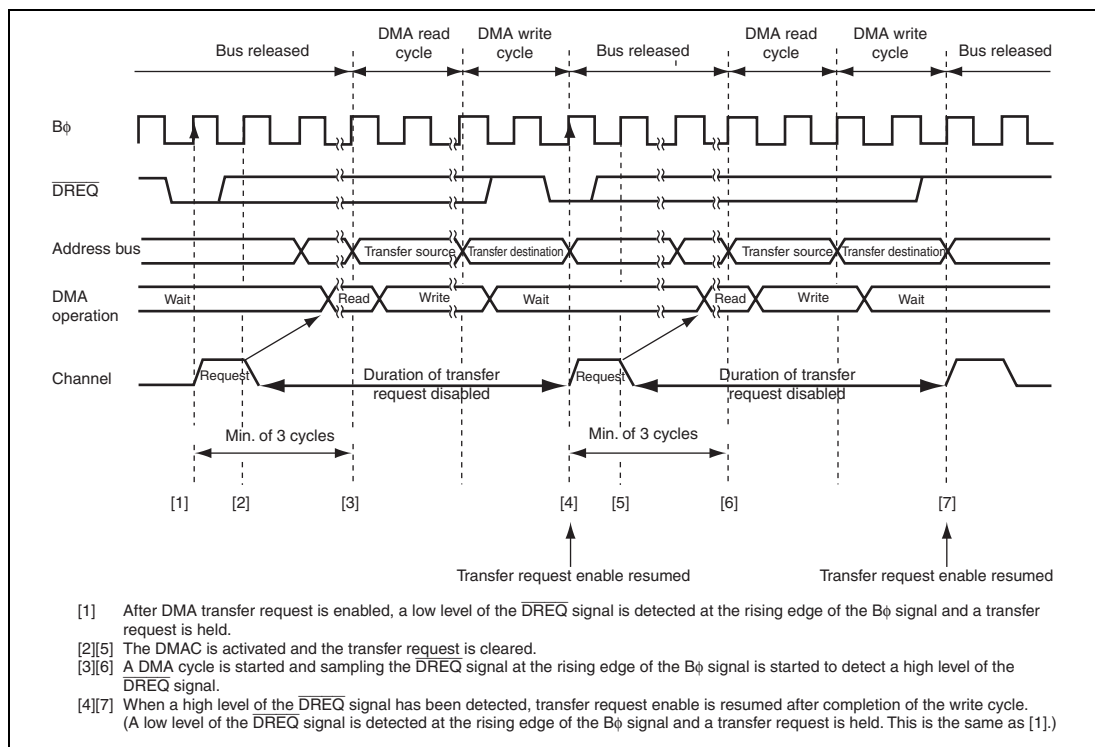 Bus released DMA read cycle DMA write cycle Bus released DMA read cycle DMA write cycle Bus released
Bϕ
D̅R̅E̅Q̅
Address bus Transfer source Transfer destination Transfer source Transfer destination
DMA operation Wait Read Write Wait Read Write Wait
Channel Request Duration of transfer request disabled Request Duration of transfer request disabled
Min. of 3 cycles Min. of 3 cycles
[1] [2] [3] [4] [5] [6] [7]
Transfer request enable resumed Transfer request enable resumed
[1] After DMA transfer request is enabled, a low level of the D̅R̅E̅Q̅ signal is detected at the rising edge of the Bϕ signal and a transfer
request is held.
[2][5] The DMAC is activated and the transfer request is cleared.
[3][6] A DMA cycle is started and sampling the D̅R̅E̅Q̅ signal at the rising edge of the Bϕ signal is started to detect a high level of the
D̅R̅E̅Q̅ signal.
[4][7] When a high level of the D̅R̅E̅Q̅ signal has been detected, transfer request enable is resumed after completion of the write cycle.
(A low level of the D̅R̅E̅Q̅ signal is detected at the rising edge of the Bϕ signal and a transfer request is held. This is the same as [1].)